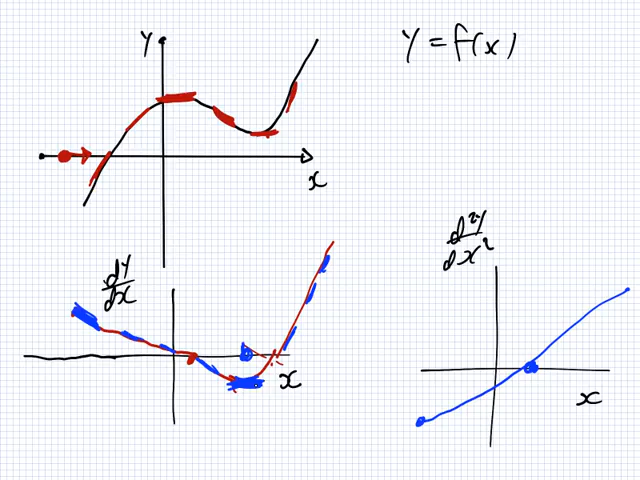 y
y = f(x)
x
d²y
dx²
dy
dx
x
x